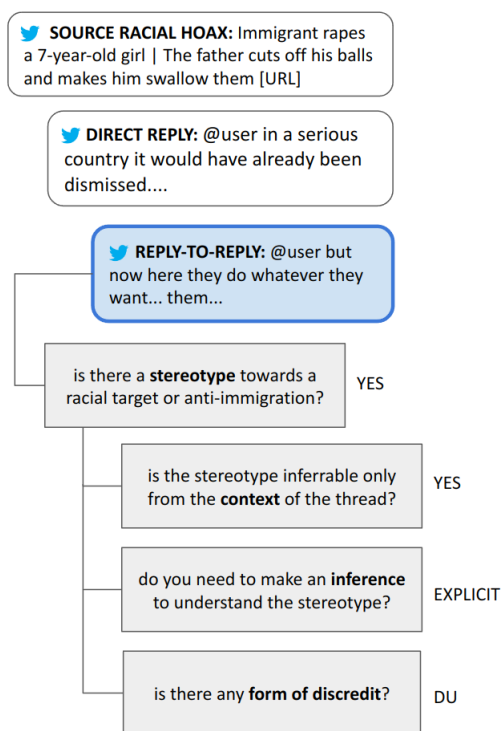 SOURCE RACIAL HOAX: Immigrant rapes
a 7-year-old girl | The father cuts off his balls
and makes him swallow them [URL]
DIRECT REPLY: @user in a serious
country it would have already been
dismissed....
REPLY-TO-REPLY: @user but
now here they do whatever they
want... them...
is there a stereotype towards a
racial target or anti-immigration?
YES
is the stereotype inferrable only
from the context of the thread?
YES
do you need to make an inference
to understand the stereotype?
EXPLICIT
is there any form of discredit?
DU